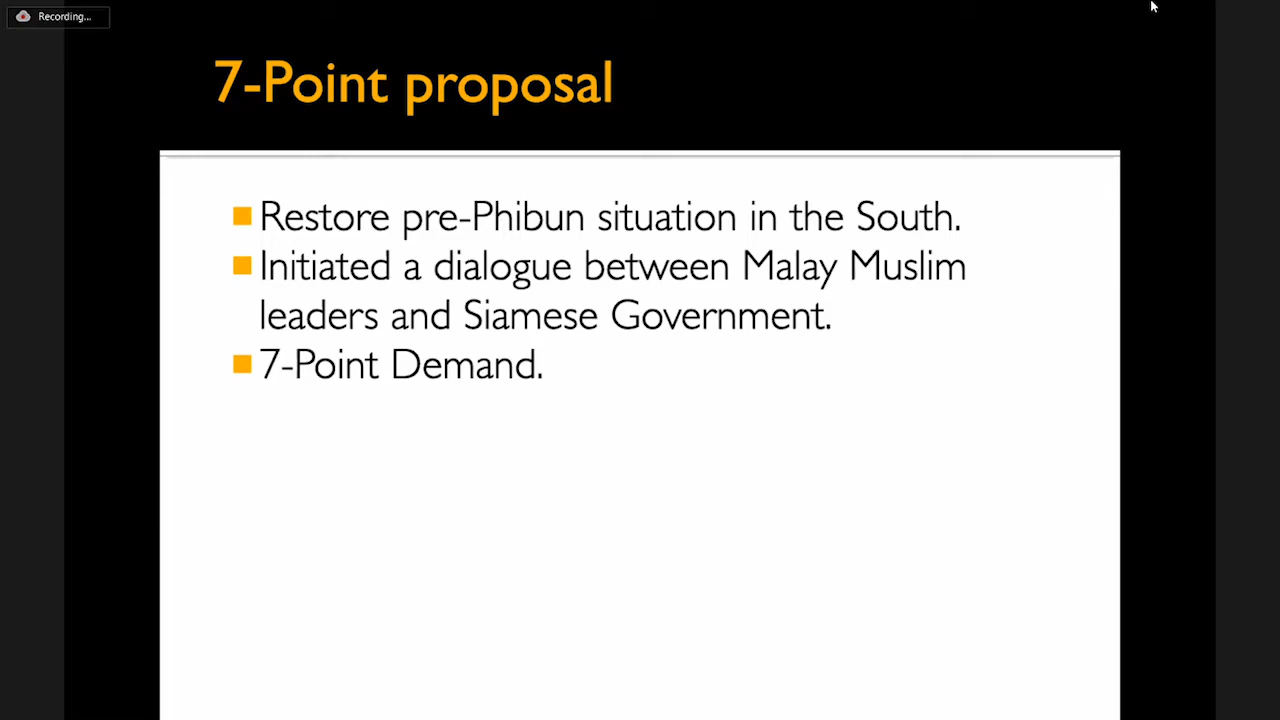 Recording...
7-Point proposal
Restore pre-Phibun situation in the South.
Initiated a dialogue between Malay Muslim
leaders and Siamese Government.
7-Point Demand.